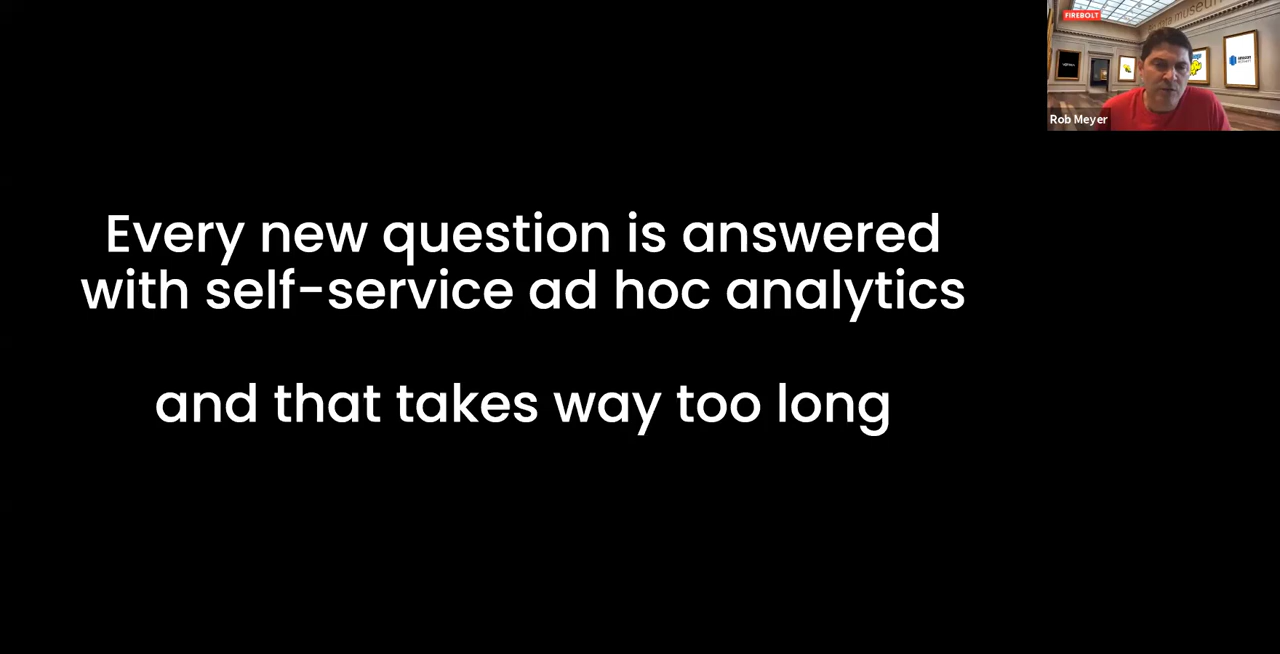 FIREBOLT
Rob Meyer
Every new question is answered
with self-service ad hoc analytics
and that takes way too long